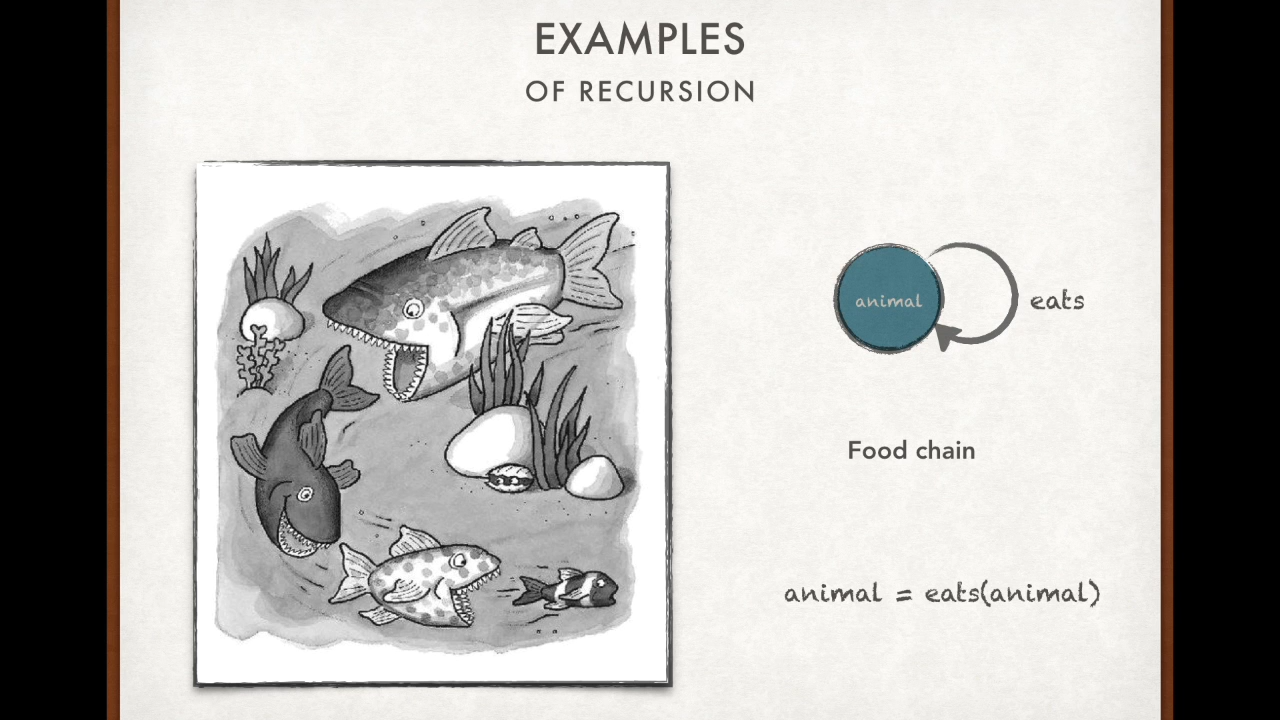 EXAMPLES
OF RECURSION
animal
eats
Food chain
animal = eats(animal)